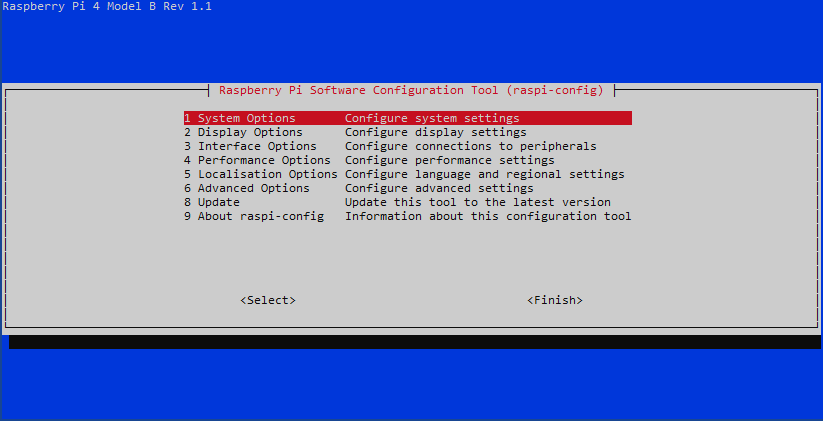 Raspberry Pi 4 Model B Rev 1.1
Raspberry Pi Software Configuration Tool (raspi-config)
1 System Options Configure system settings
2 Display Options Configure display settings
3 Interface Options Configure connections to peripherals
4 Performance Options Configure performance settings
5 Localisation Options Configure language and regional settings
6 Advanced Options Configure advanced settings
8 Update Update this tool to the latest version
9 About raspi-config Information about this configuration tool
<Select> <Finish>